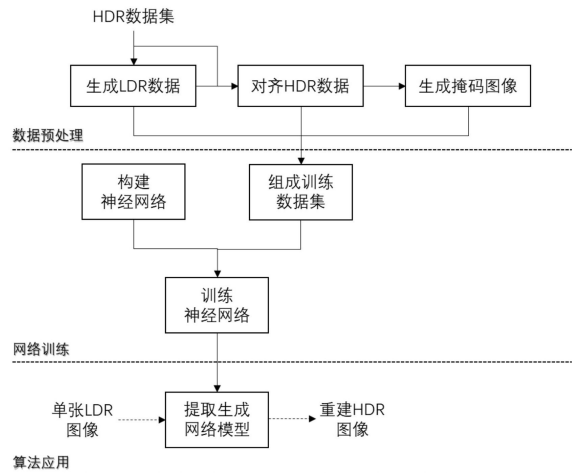 HDR数据集
生成LDR数据
对齐HDR数据
生成掩码图像
数据预处理
构建
神经网络
组成训练
数据集
训练
神经网络
网络训练
单张LDR
图像
提取生成
网络模型
重建HDR
图像
算法应用